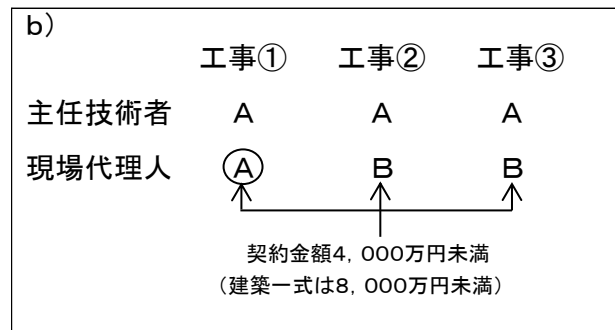 b)
工事① 工事② 工事③
主任技術者 A A A
現場代理人 A B B
契約金額4，000万円未満
（建築一式は8，000万円未満）